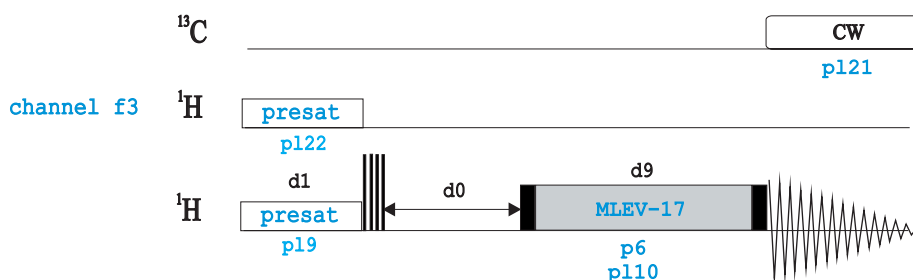 ¹³C
CW
pl21
channel f3
¹H
presat
pl22
d1
d0
d9
¹H
presat
MLEV-17
pl9
p6
pl10